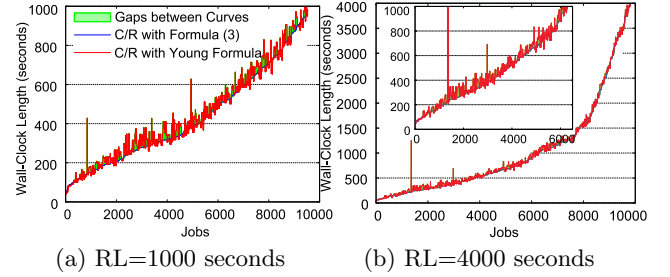 Gaps between Curves
C/R with Formula (3)
C/R with Young Formula
Wall-Clock Length (seconds)
1000
800
600
400
200
0 2000 4000 6000 8000 10000
Jobs
(a) RL=1000 seconds
Wall-Clock Length (seconds)
4000
3500
3000
2500
2000
1500
1000
500
0
0 2000 4000 6000 8000 10000
Jobs
1000
800
600
400
200
0
0 2000 4000 6000
(b) RL=4000 seconds